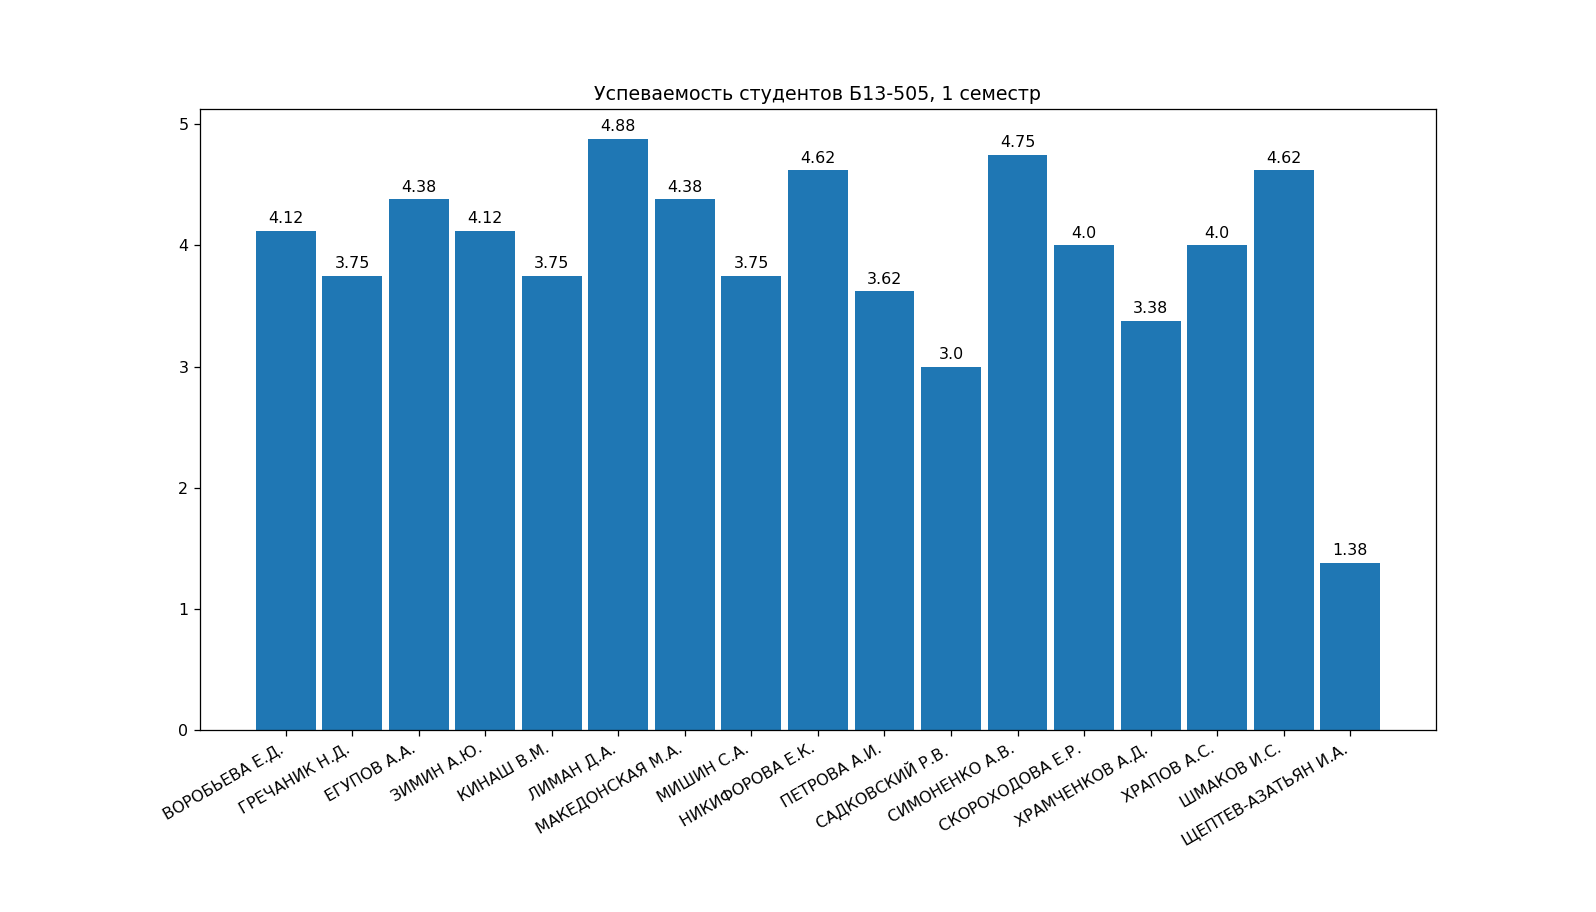 Успеваемость студентов Б13-505, 1 семестр
5
4
3
2
1
0
4.12
3.75
4.38
4.12
3.75
4.88
4.38
3.75
4.62
3.62
3.0
4.75
4.0
3.38
4.0
4.62
1.38
ВОРОБЬЕВА Е.Д.
ГРЕЧАНИК Н.Д.
ЕГУПОВ А.А.
ЗИМИН А.Ю.
КИНАШ В.М.
ЛИМАН Д.А.
МАКЕДОНСКАЯ М.А.
МИШИН С.А.
НИКИФОРОВА Е.К.
ПЕТРОВА А.И.
САДКОВСКИЙ Р.В.
СИМОНЕНКО А.В.
СКОРОХОДОВА Е.Р.
ХРАМЧЕНКОВ А.Д.
ХРАПОВ А.С.
ШМАКОВ И.С.
ЩЕПТЕВ-АЗАТЬЯН И.А.